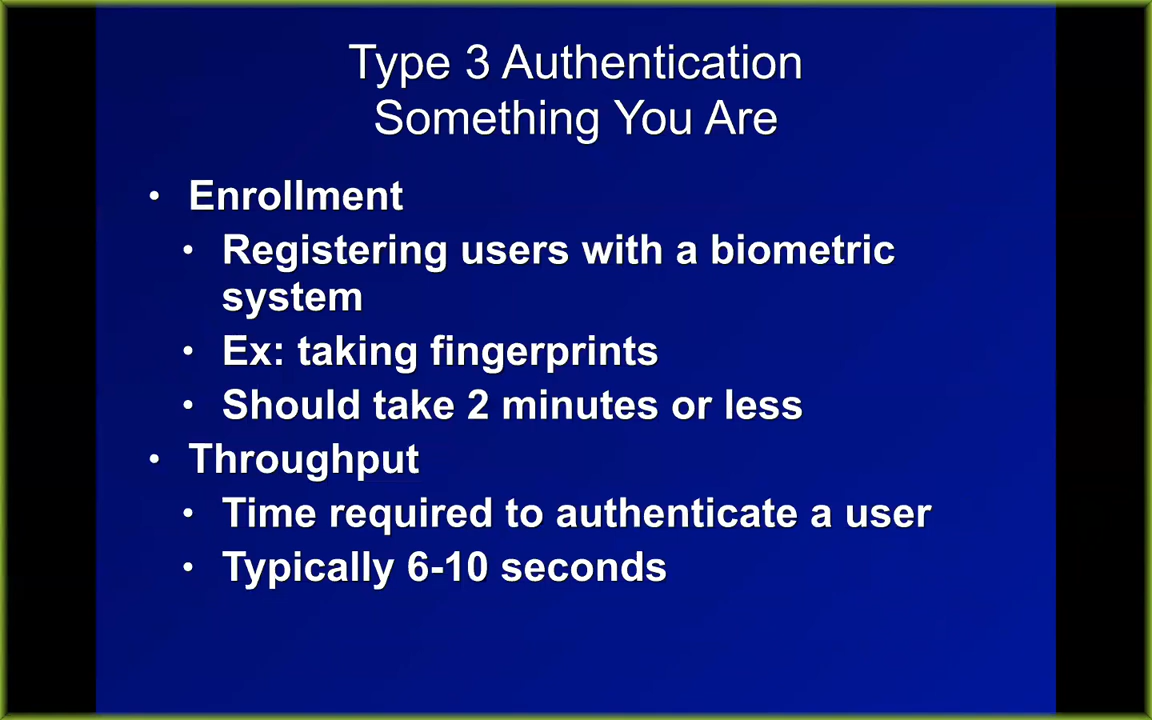 Type 3 Authentication
Something You Are
• Enrollment
• Registering users with a biometric
system
• Ex: taking fingerprints
• Should take 2 minutes or less
• Throughput
• Time required to authenticate a user
• Typically 6-10 seconds